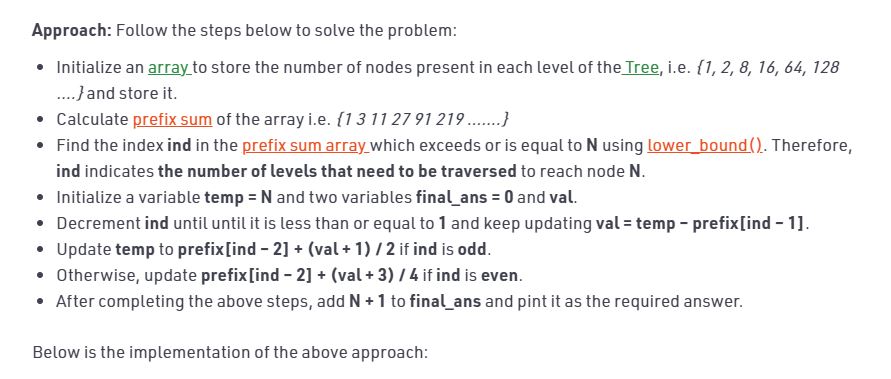 Approach: Follow the steps below to solve the problem:
• Initialize an array to store the number of nodes present in each level of the Tree, i.e. {1, 2, 8, 16, 64, 128
....} and store it.
• Calculate prefix sum of the array i.e. {1 3 11 27 91 219 .......}
• Find the index ind in the prefix sum array which exceeds or is equal to N using lower_bound(). Therefore,
ind indicates the number of levels that need to be traversed to reach node N.
• Initialize a variable temp = N and two variables final_ans = 0 and val.
• Decrement ind until until it is less than or equal to 1 and keep updating val = temp – prefix[ind – 1].
• Update temp to prefix[ind – 2] + (val + 1) / 2 if ind is odd.
• Otherwise, update prefix[ind – 2] + (val + 3) / 4 if ind is even.
• After completing the above steps, add N + 1 to final_ans and pint it as the required answer.
Below is the implementation of the above approach: